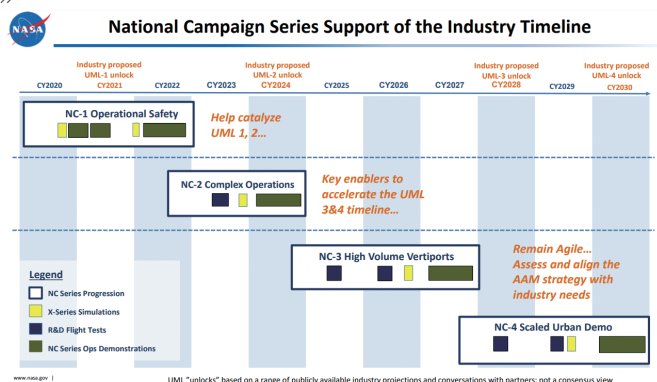 NASA
National Campaign Series Support of the Industry Timeline
Industry proposed
UML-1 unlock
Industry proposed
UML-2 unlock
Industry proposed
UML-3 unlock
Industry proposed
UML-4 unlock
CY2020 CY2021 CY2022 CY2023 CY2024 CY2025 CY2026 CY2027 CY2028 CY2029 CY2030
NC-1 Operational Safety
Help catalyze
UML 1, 2…
NC-2 Complex Operations
Key enablers to
accelerate the UML
3&4 timeline…
NC-3 High Volume Vertiports
Remain Agile…
Assess and align the
AAM strategy with
industry needs
Legend
NC Series Progression
X-Series Simulations
R&D Flight Tests
NC Series Ops Demonstrations
NC-4 Scaled Urban Demo
www.nasa.gov |
UML "unlocks" based on a range of publicly available industry projections and conversations with partners; not a consensus view